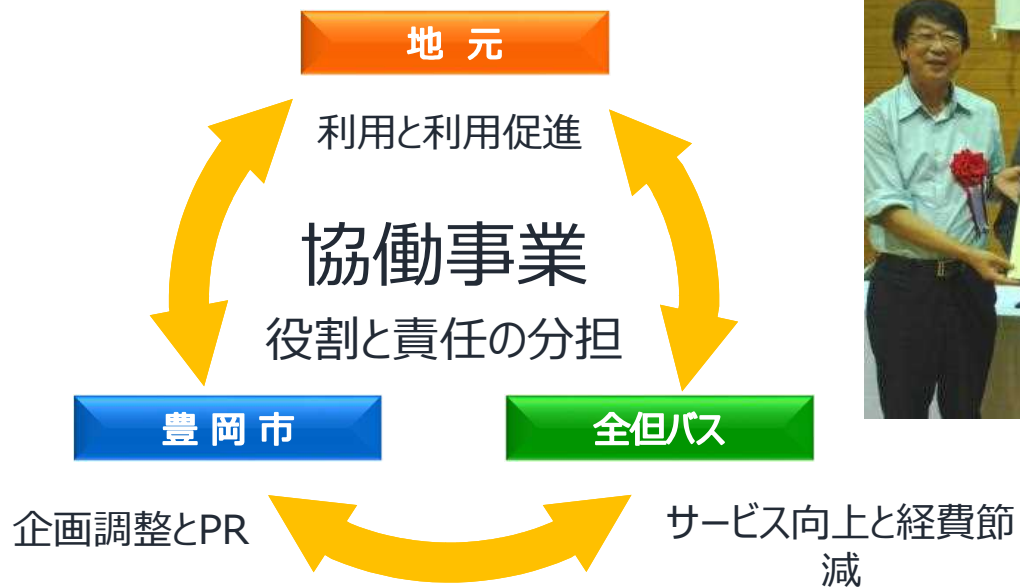 地 元
利用と利用促進
協働事業
役割と責任の分担
豊 岡 市
全但バス
企画調整とPR
サービス向上と経費節
減